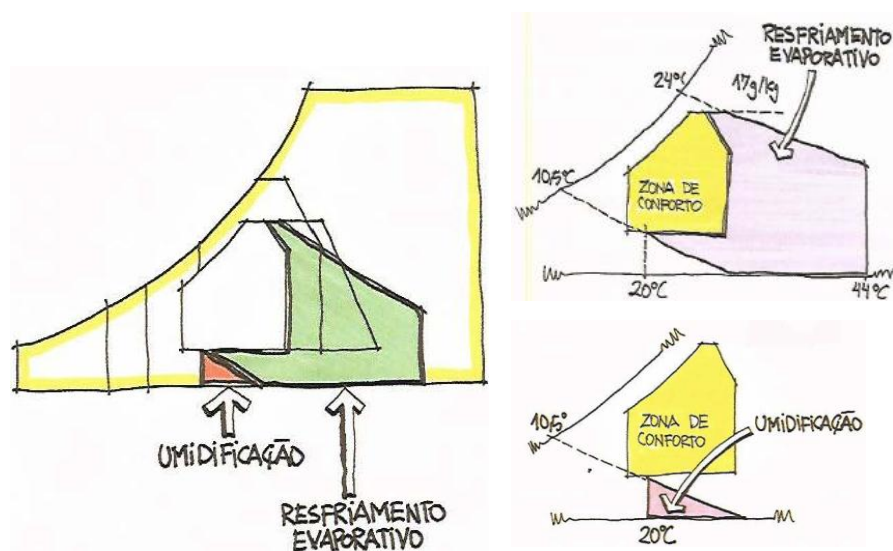 UMIDIFICAÇÃO
RESFRIAMENTO
EVAPORATIVO
RESFRIAMENTO
EVAPORATIVO
24°C
17g/kg
10,5°C
ZONA DE
CONFORTO
20°C
44°C
10,5°
ZONA DE
CONFORTO
UMIDIFICAÇÃO
20°C